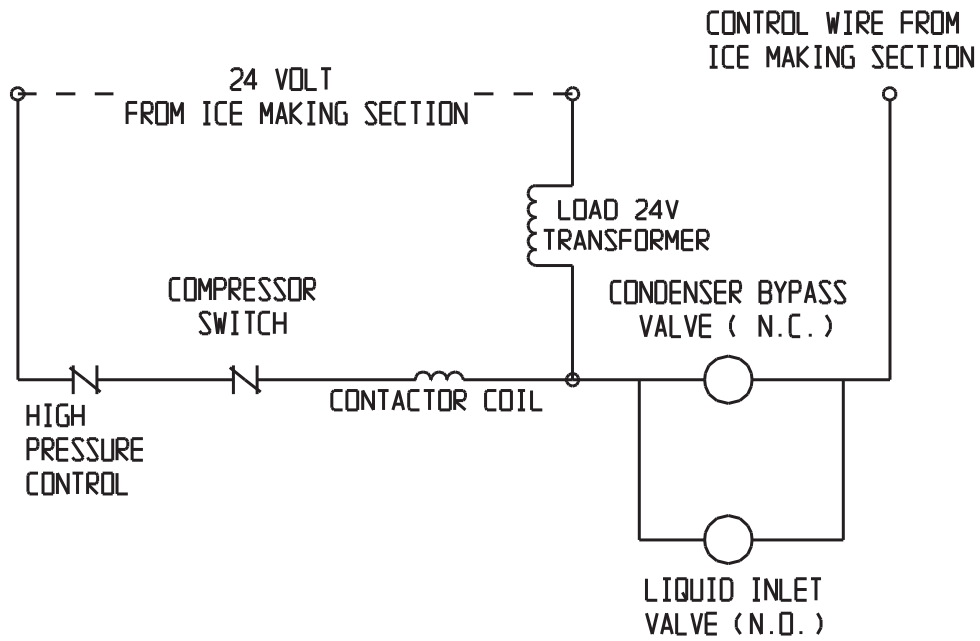 CONTROL WIRE FROM
ICE MAKING SECTION
24 VOLT
FROM ICE MAKING SECTION
LOAD 24V
TRANSFORMER
COMPRESSOR
SWITCH
CONDENSER BYPASS
VALVE ( N.C.)
CONTACTOR COIL
HIGH
PRESSURE
CONTROL
LIQUID INLET
VALVE (N.O.)